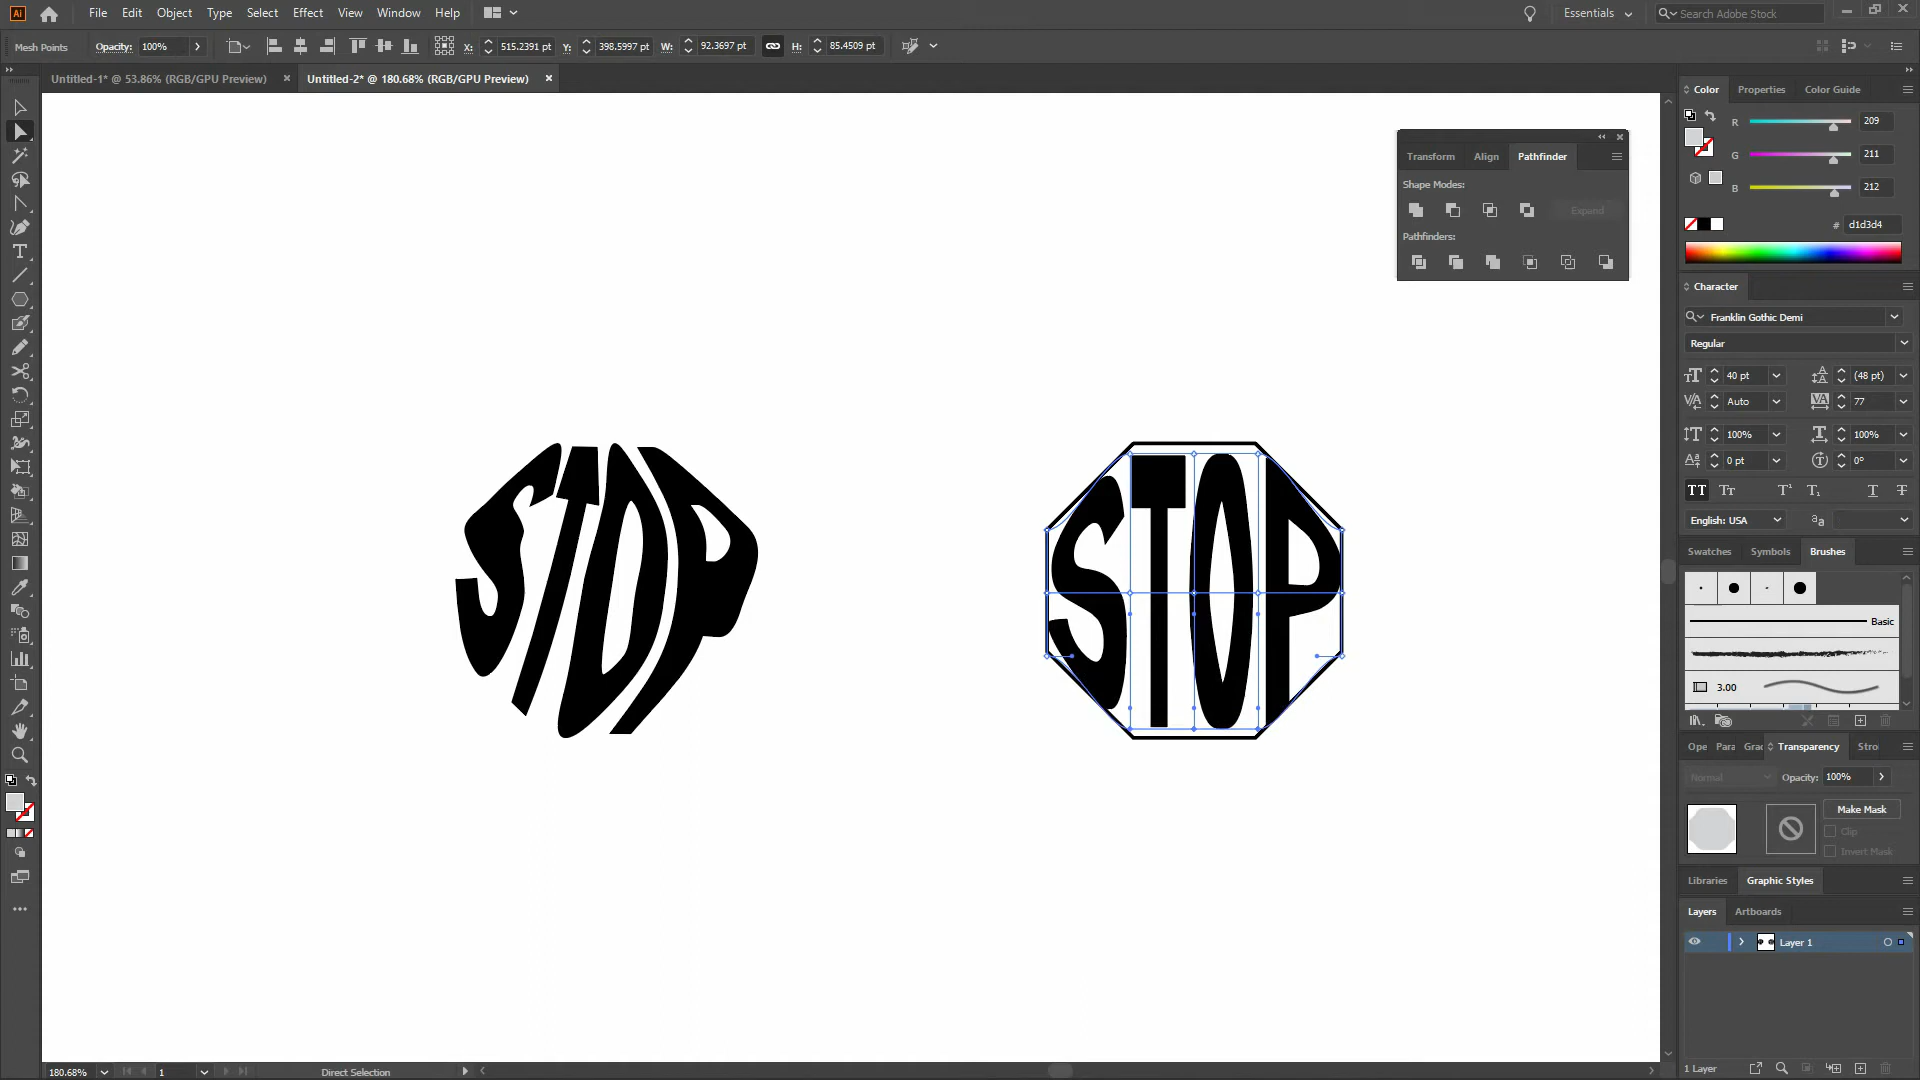 Ai File Edit Object Type Select Effect View Window Help Essentials Search Adobe Stock
Mesh Points Opacity: 100% X: 515.2391 pt Y: 398.5997 pt W: 92.3697 pt H: 85.4509 pt
Untitled-1* @ 53.86% (RGB/GPU Preview) Untitled-2* @ 180.68% (RGB/GPU Preview)
Color Properties Color Guide
R 209
G 211
B 212
# d1d3d4
Transform Align Pathfinder
Shape Modes:
Expand
Pathfinders:
Character
Franklin Gothic Demi
Regular
40 pt (48 pt)
Auto 77
100% 100%
0 pt 0°
English: USA
STOP
STOP
Swatches Symbols Brushes
Basic
3.00
Ope Para Grac Transparency Stro
Normal Opacity: 100%
Make Mask
Clip
Invert Mask
Libraries Graphic Styles
Layers Artboards
Layer 1
1 Layer
180.68% 1 Direct Selection